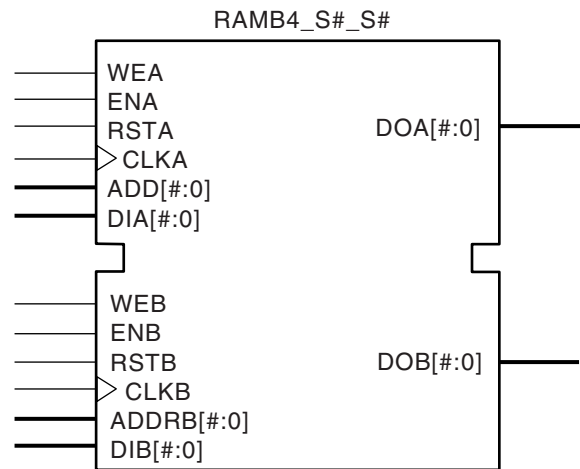 RAMB4_S#_S#
WEA
ENA
RSTA
CLKA
ADD[#:0]
DIA[#:0]
DOA[#:0]
WEB
ENB
RSTB
CLKB
ADDRB[#:0]
DIB[#:0]
DOB[#:0]